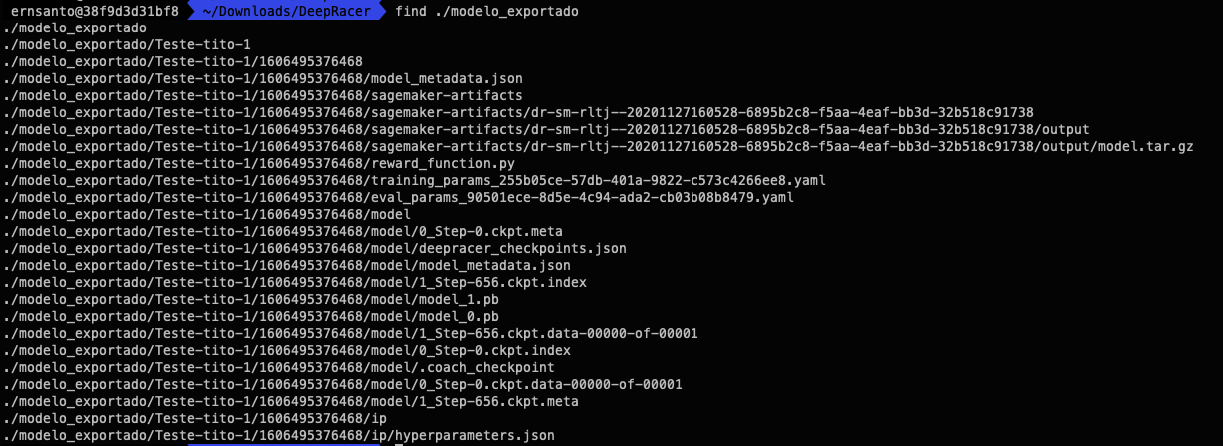 ernsanto@38f9d3d31bf8 ~/Downloads/DeepRacer find ./modelo_exportado
./modelo_exportado
./modelo_exportado/Teste-tito-1
./modelo_exportado/Teste-tito-1/1606495376468
./modelo_exportado/Teste-tito-1/1606495376468/model_metadata.json
./modelo_exportado/Teste-tito-1/1606495376468/sagemaker-artifacts
./modelo_exportado/Teste-tito-1/1606495376468/sagemaker-artifacts/dr-sm-rltj--20201127160528-6895b2c8-f5aa-4eaf-bb3d-32b518c91738
./modelo_exportado/Teste-tito-1/1606495376468/sagemaker-artifacts/dr-sm-rltj--20201127160528-6895b2c8-f5aa-4eaf-bb3d-32b518c91738/output
./modelo_exportado/Teste-tito-1/1606495376468/sagemaker-artifacts/dr-sm-rltj--20201127160528-6895b2c8-f5aa-4eaf-bb3d-32b518c91738/output/model.tar.gz
./modelo_exportado/Teste-tito-1/1606495376468/reward_function.py
./modelo_exportado/Teste-tito-1/1606495376468/training_params_255b05ce-57db-401a-9822-c573c4266ee8.yaml
./modelo_exportado/Teste-tito-1/1606495376468/eval_params_90501ece-8d5e-4c94-ada2-cb03b08b8479.yaml
./modelo_exportado/Teste-tito-1/1606495376468/model
./modelo_exportado/Teste-tito-1/1606495376468/model/0_Step-0.ckpt.meta
./modelo_exportado/Teste-tito-1/1606495376468/model/deepracer_checkpoints.json
./modelo_exportado/Teste-tito-1/1606495376468/model/model_metadata.json
./modelo_exportado/Teste-tito-1/1606495376468/model/1_Step-656.ckpt.index
./modelo_exportado/Teste-tito-1/1606495376468/model/model_1.pb
./modelo_exportado/Teste-tito-1/1606495376468/model/model_0.pb
./modelo_exportado/Teste-tito-1/1606495376468/model/1_Step-656.ckpt.data-00000-of-00001
./modelo_exportado/Teste-tito-1/1606495376468/model/0_Step-0.ckpt.index
./modelo_exportado/Teste-tito-1/1606495376468/model/.coach_checkpoint
./modelo_exportado/Teste-tito-1/1606495376468/model/0_Step-0.ckpt.data-00000-of-00001
./modelo_exportado/Teste-tito-1/1606495376468/model/1_Step-656.ckpt.meta
./modelo_exportado/Teste-tito-1/1606495376468/ip
./modelo_exportado/Teste-tito-1/1606495376468/ip/hyperparameters.json